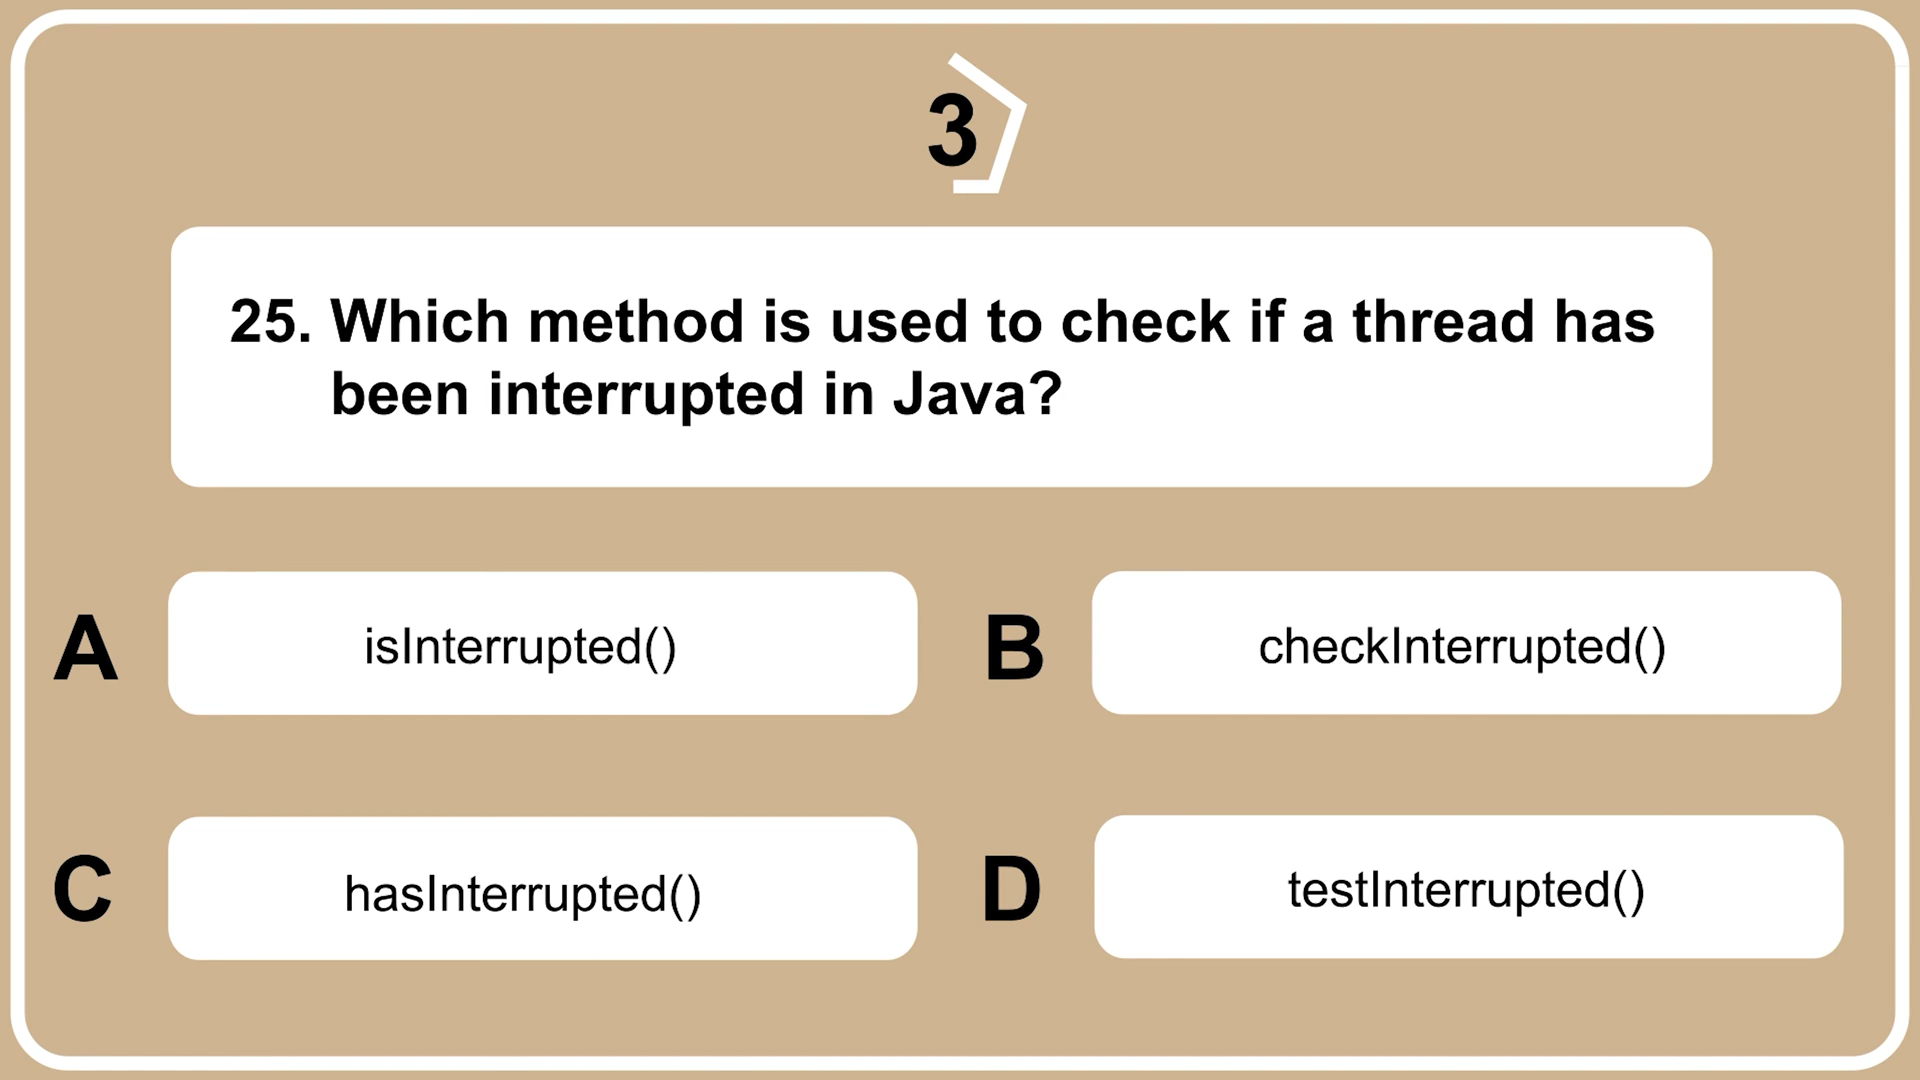 3
25. Which method is used to check if a thread has
been interrupted in Java?
A
isInterrupted()
B
checkInterrupted()
C
hasInterrupted()
D
testInterrupted()